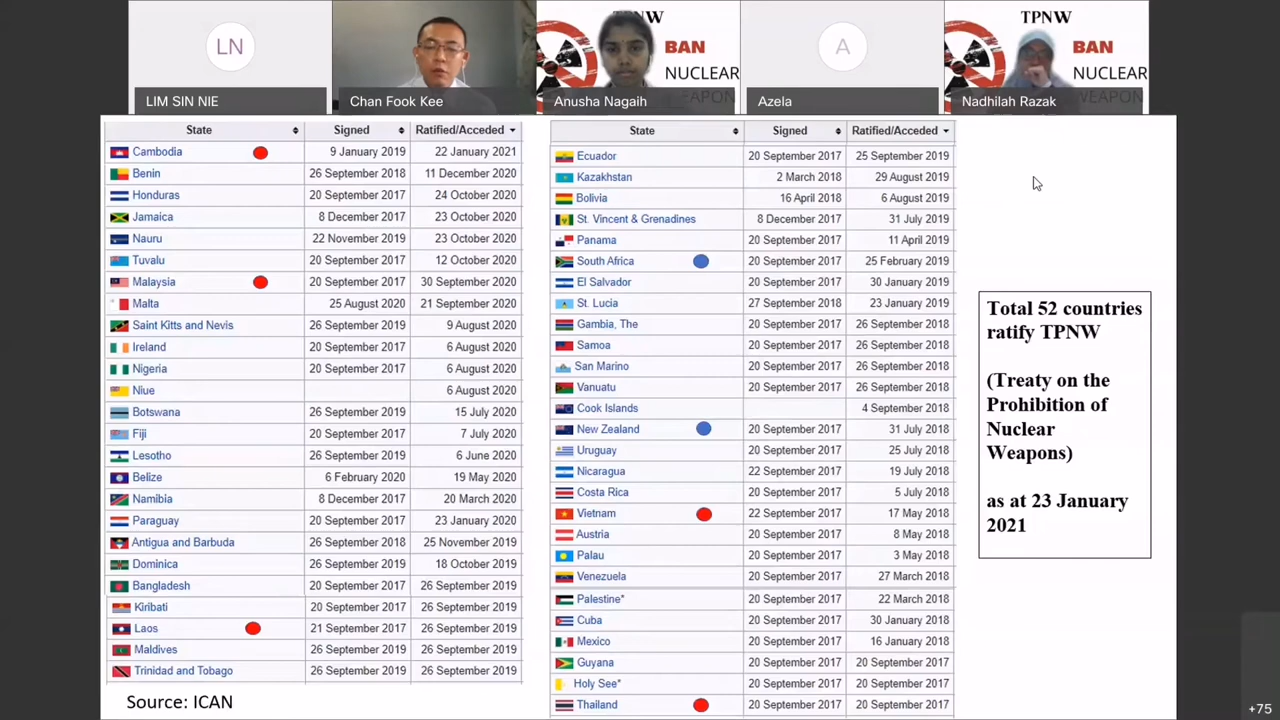 LN
LIM SIN NIE
Chan Fook Kee
TPNW
BAN
NUCLEAR
Anusha Nagaih
A
Azela
TPNW
BAN
NUCLEAR
WEAPON
Nadhilah Razak
State Signed Ratified/Acceded
Cambodia 9 January 2019 22 January 2021
Benin 26 September 2018 11 December 2020
Honduras 20 September 2017 24 October 2020
Jamaica 8 December 2017 23 October 2020
Nauru 22 November 2019 23 October 2020
Tuvalu 20 September 2017 12 October 2020
Malaysia 20 September 2017 30 September 2020
Malta 25 August 2020 21 September 2020
Saint Kitts and Nevis 26 September 2019 9 August 2020
Ireland 20 September 2017 6 August 2020
Nigeria 20 September 2017 6 August 2020
Niue 6 August 2020
Botswana 26 September 2019 15 July 2020
Fiji 20 September 2017 7 July 2020
Lesotho 26 September 2019 6 June 2020
Belize 6 February 2020 19 May 2020
Namibia 8 December 2017 20 March 2020
Paraguay 20 September 2017 23 January 2020
Antigua and Barbuda 26 September 2018 25 November 2019
Dominica 26 September 2019 18 October 2019
Bangladesh 20 September 2017 26 September 2019
Kiribati 20 September 2017 26 September 2019
Laos 21 September 2017 26 September 2019
Maldives 26 September 2019 26 September 2019
Trinidad and Tobago 26 September 2019 26 September 2019
Source: ICAN
State Signed Ratified/Acceded
Ecuador 20 September 2017 25 September 2019
Kazakhstan 2 March 2018 29 August 2019
Bolivia 16 April 2018 6 August 2019
St. Vincent & Grenadines 8 December 2017 31 July 2019
Panama 20 September 2017 11 April 2019
South Africa 20 September 2017 25 February 2019
El Salvador 20 September 2017 30 January 2019
St. Lucia 27 September 2018 23 January 2019
Gambia, The 20 September 2017 26 September 2018
Samoa 20 September 2017 26 September 2018
San Marino 20 September 2017 26 September 2018
Vanuatu 20 September 2017 26 September 2018
Cook Islands 4 September 2018
New Zealand 20 September 2017 31 July 2018
Uruguay 20 September 2017 25 July 2018
Nicaragua 22 September 2017 19 July 2018
Costa Rica 20 September 2017 5 July 2018
Vietnam 22 September 2017 17 May 2018
Austria 20 September 2017 8 May 2018
Palau 20 September 2017 3 May 2018
Venezuela 20 September 2017 27 March 2018
Palestine* 20 September 2017 22 March 2018
Cuba 20 September 2017 30 January 2018
Mexico 20 September 2017 16 January 2018
Guyana 20 September 2017 20 September 2017
Holy See* 20 September 2017 20 September 2017
Thailand 20 September 2017 20 September 2017
Total 52 countries
ratify TPNW
(Treaty on the
Prohibition of
Nuclear
Weapons)
as at 23 January
2021
+75